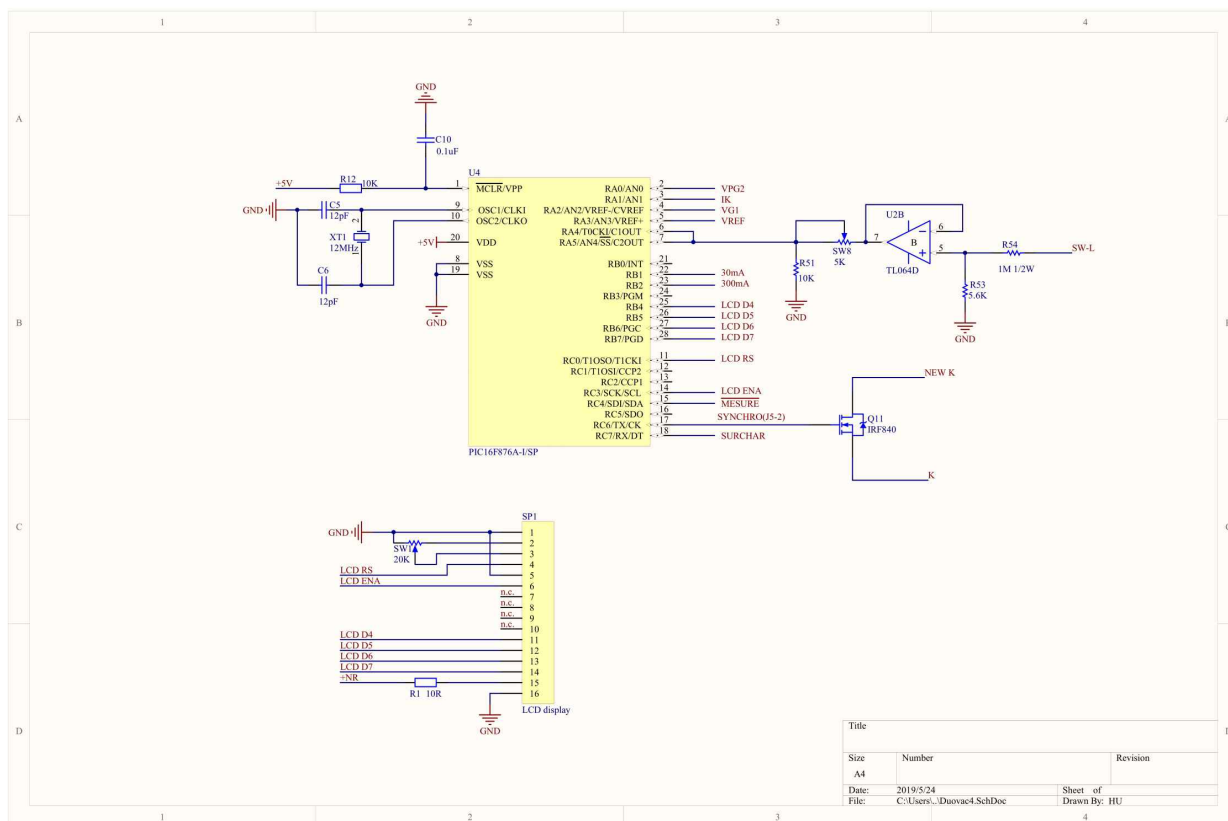 1 2 3 4
A A
B B
C C
D D
1 2 3 4
GND
C10
0.1uF
R12 10K
+5V
GND
C5
12pF
XT1
12MHz
2
1
C6
12pF
+5V
GND
U4
1 MCLR/VPP
9 OSC1/CLKI
10 OSC2/CLKO
20 VDD
8 VSS
19 VSS
RA0/AN0 2 VPG2
RA1/AN1 3 IK
RA2/AN2/VREF-/CVREF 4 VG1
RA3/AN3/VREF+ 5 VREF
RA4/T0CKI/C1OUT 6
RA5/AN4/SS/C2OUT 7
RB0/INT 21
RB1 22 30mA
RB2 23 300mA
RB3/PGM 24
RB4 25 LCD D4
RB5 26 LCD D5
RB6/PGC 27 LCD D6
RB7/PGD 28 LCD D7
RC0/T1OSO/T1CKI 11 LCD RS
RC1/T1OSI/CCP2 12
RC2/CCP1 13
RC3/SCK/SCL 14 LCD ENA
RC4/SDI/SDA 15 MESURE
RC5/SDO 16
RC6/TX/CK 17 SYNCHRO(J5-2)
RC7/RX/DT 18 SURCHAR
PIC16F876A-I/SP
R51
10K
GND
SW8
5K
U2B
7 B 6 5
TL064D
R54
1M 1/2W
SW-L
R53
5.6K
GND
NEW K
Q11
IRF840
K
SP1
GND
SW1
20K
LCD RS
LCD ENA
n.c.
n.c.
n.c.
n.c.
LCD D4
LCD D5
LCD D6
LCD D7
+NR
R1 10R
GND
1
2
3
4
5
6
7
8
9
10
11
12
13
14
15
16
LCD display
Title
Size Number Revision
A4
Date: 2019/5/24 Sheet of
File: C:\Users\..\Duovac4.SchDoc Drawn By: HU